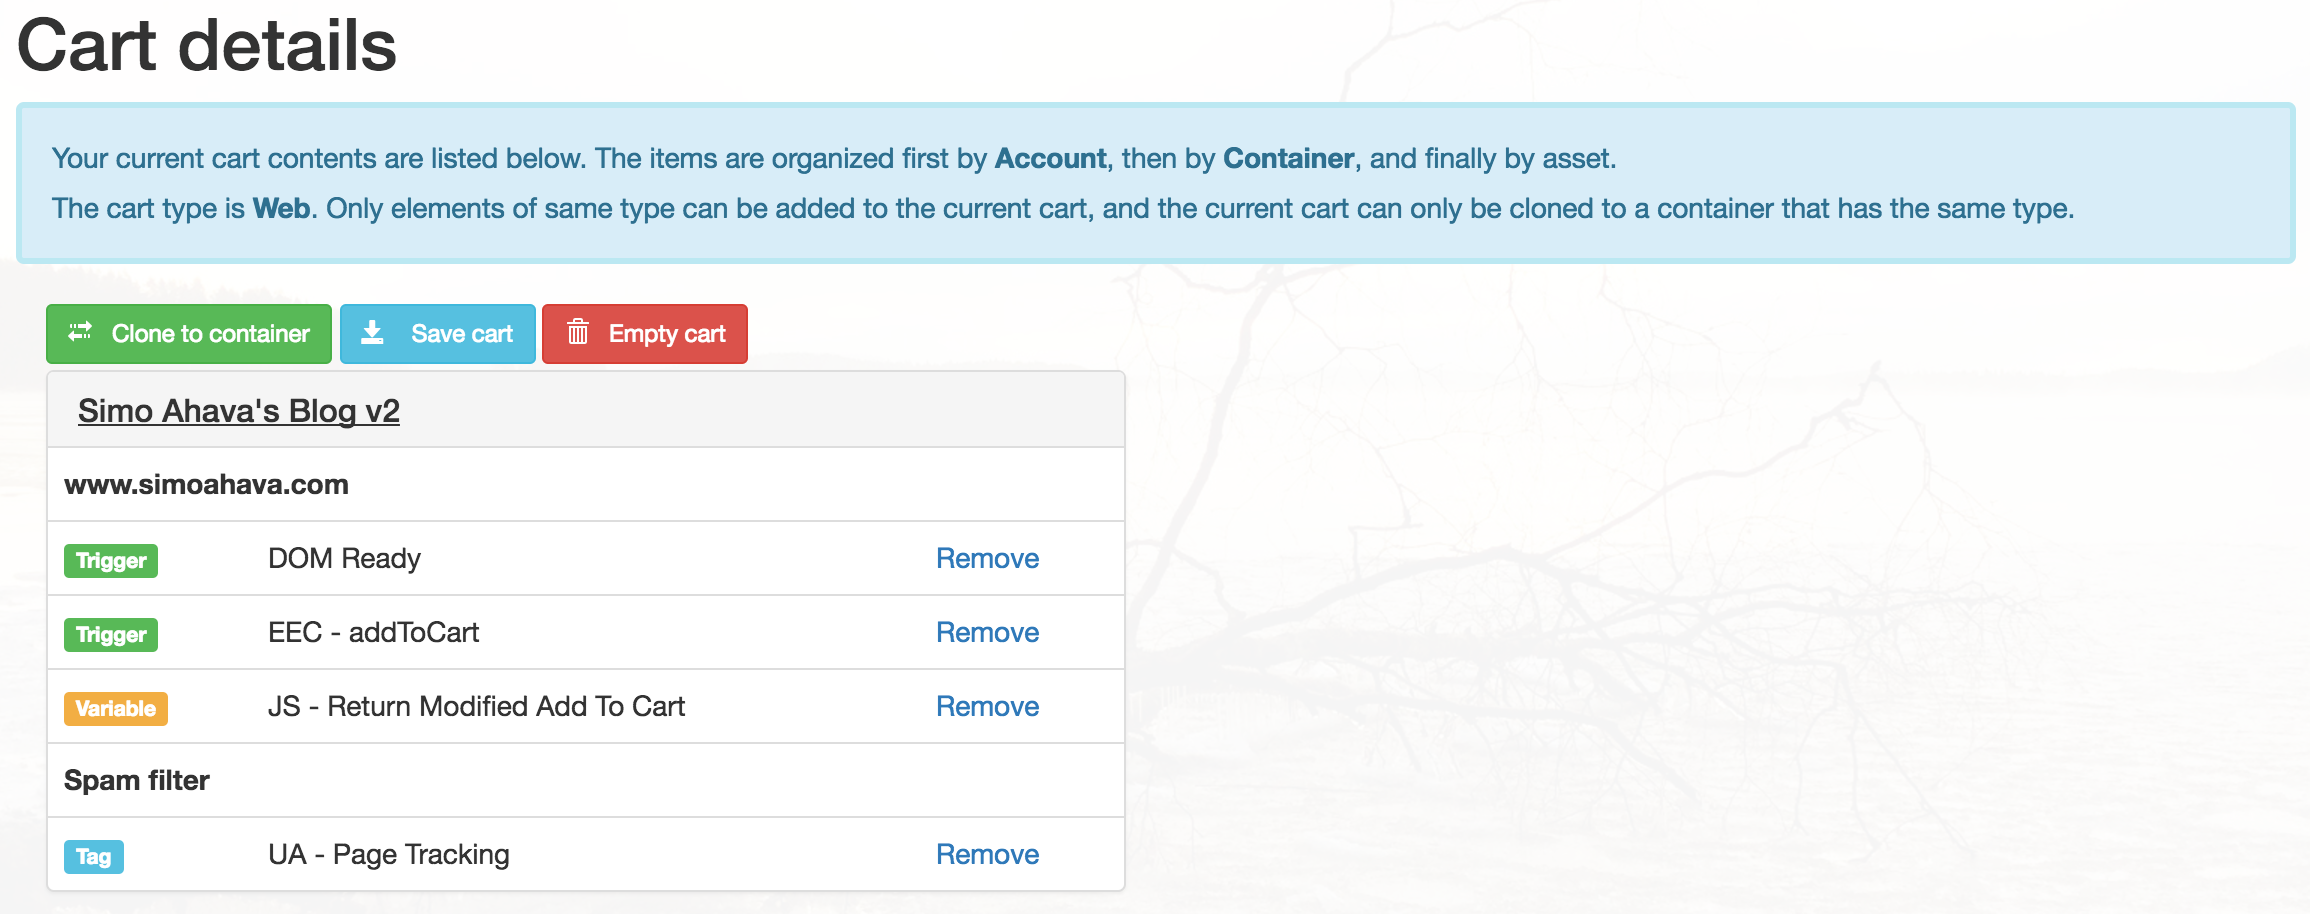 Cart details
Your current cart contents are listed below. The items are organized first by Account, then by Container, and finally by asset.
The cart type is Web. Only elements of same type can be added to the current cart, and the current cart can only be cloned to a container that has the same type.
Clone to container Save cart Empty cart
Simo Ahava's Blog v2
www.simoahava.com
Trigger DOM Ready Remove
Trigger EEC - addToCart Remove
Variable JS - Return Modified Add To Cart Remove
Spam filter
Tag UA - Page Tracking Remove